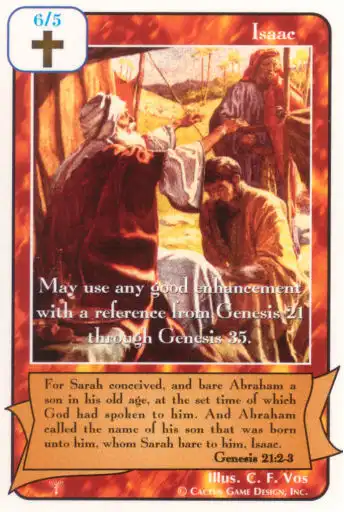 6/5
Isaac
May use any good enhancement
with a reference from Genesis 21
through Genesis 35.
For Sarah conceived, and bare Abraham a
son in his old age, at the set time of which
God had spoken to him. And Abraham
called the name of his son that was born
unto him, whom Sarah bare to him, Isaac.
Genesis 21:2-3
Illus. C. F. Vos
© Cactus Game Design, Inc.